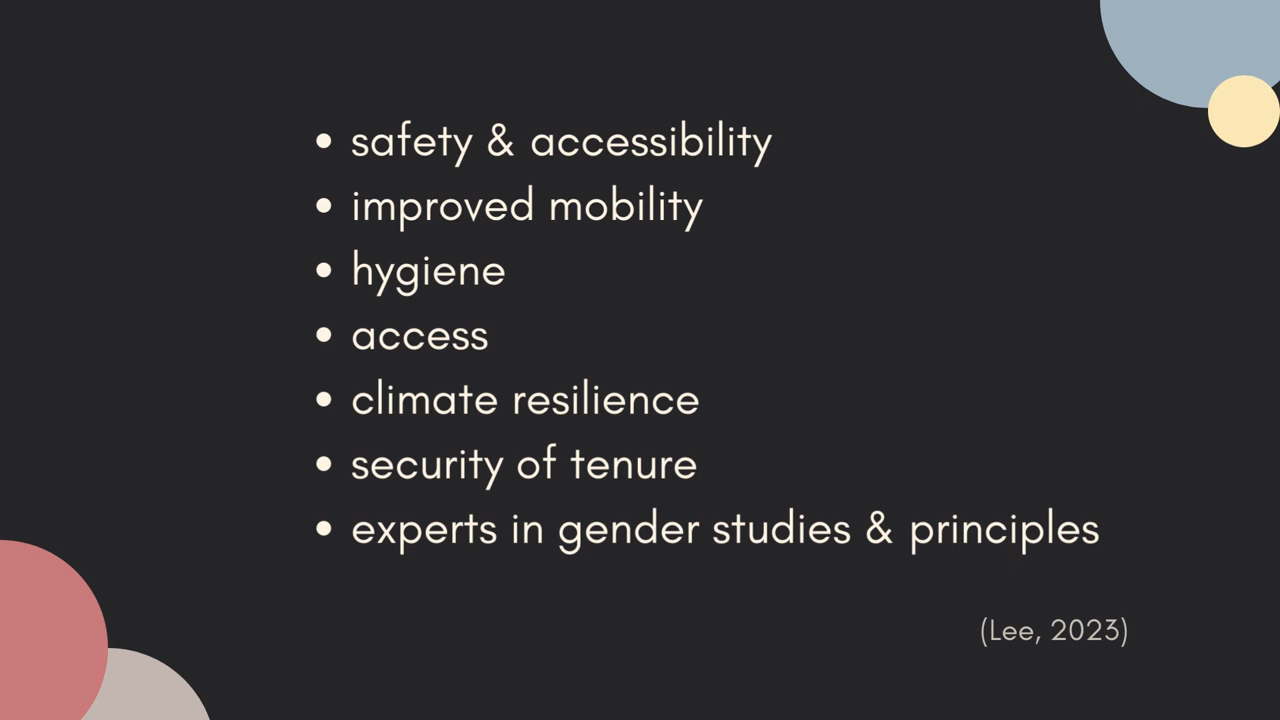 • safety & accessibility
• improved mobility
• hygiene
• access
• climate resilience
• security of tenure
• experts in gender studies & principles
(Lee, 2023)